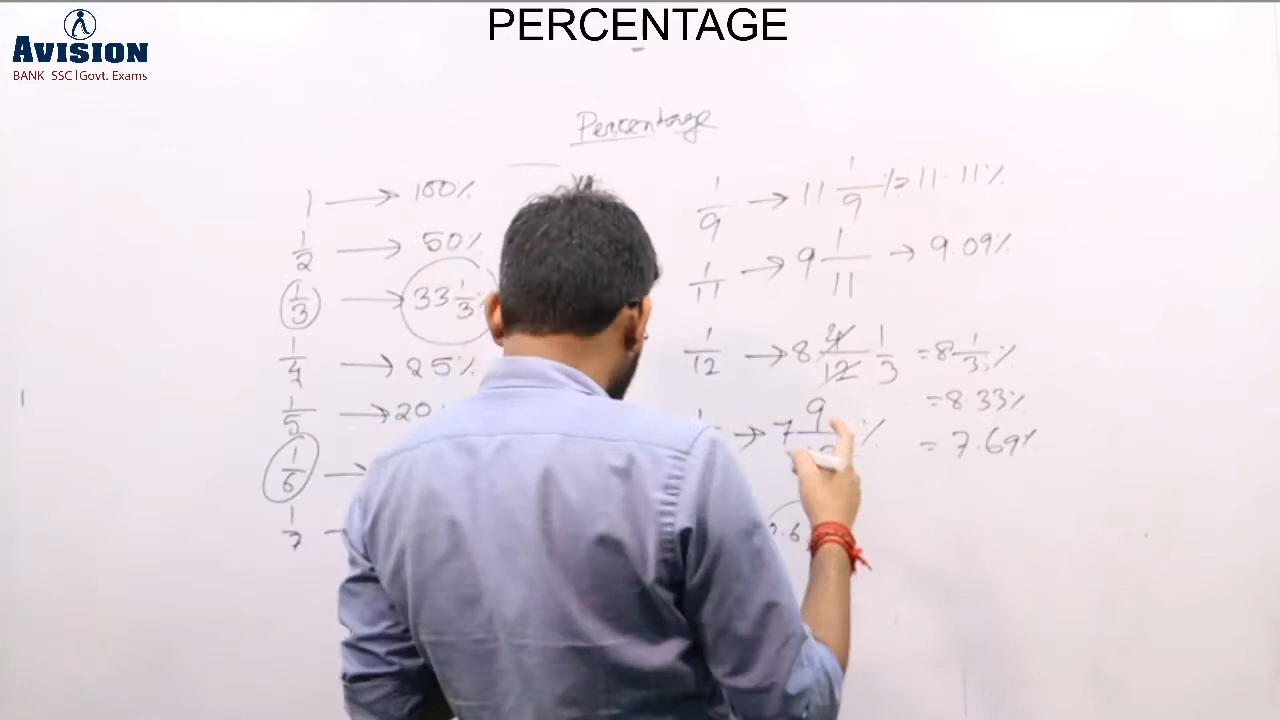 PERCENTAGE
AVISION
BANK SSC|Govt. Exams
Percentage
1 → 100%
1/2 → 50%
1/3 → 33 1/3
1/4 → 25%
1/5 → 20
1/6 →
1/7
1/9 → 11 1/9 % = 11.11%
1/11 → 9 1/11 → 9.09%
1/12 → 8 4/12 1/3 = 8 1/3 %
= 8.33%
→ 7 9/ % = 7.69%